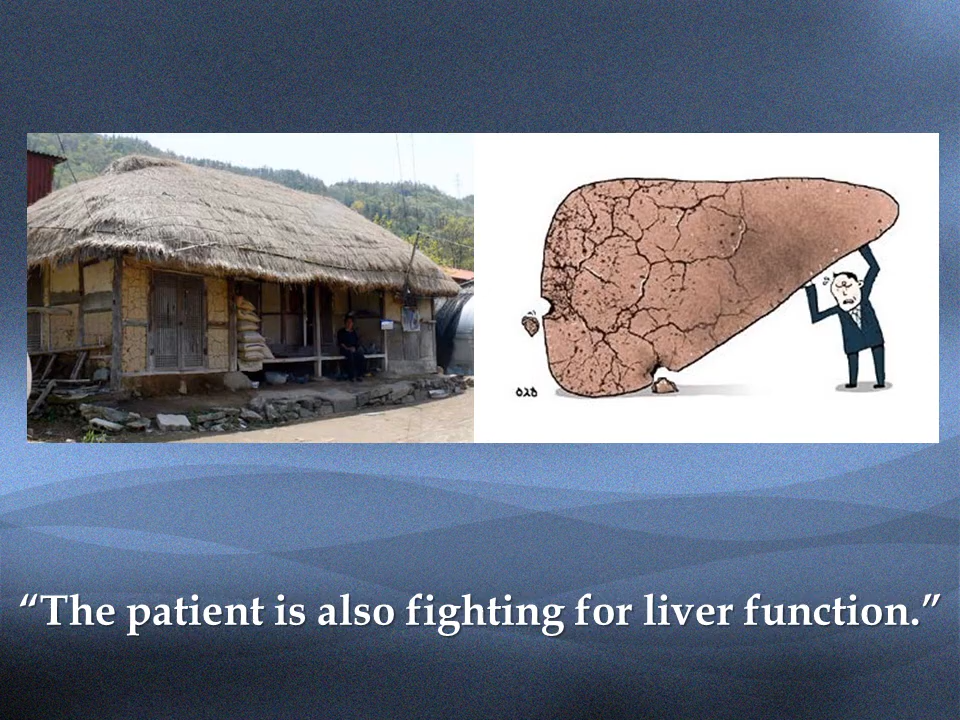 “The patient is also fighting for liver function.”